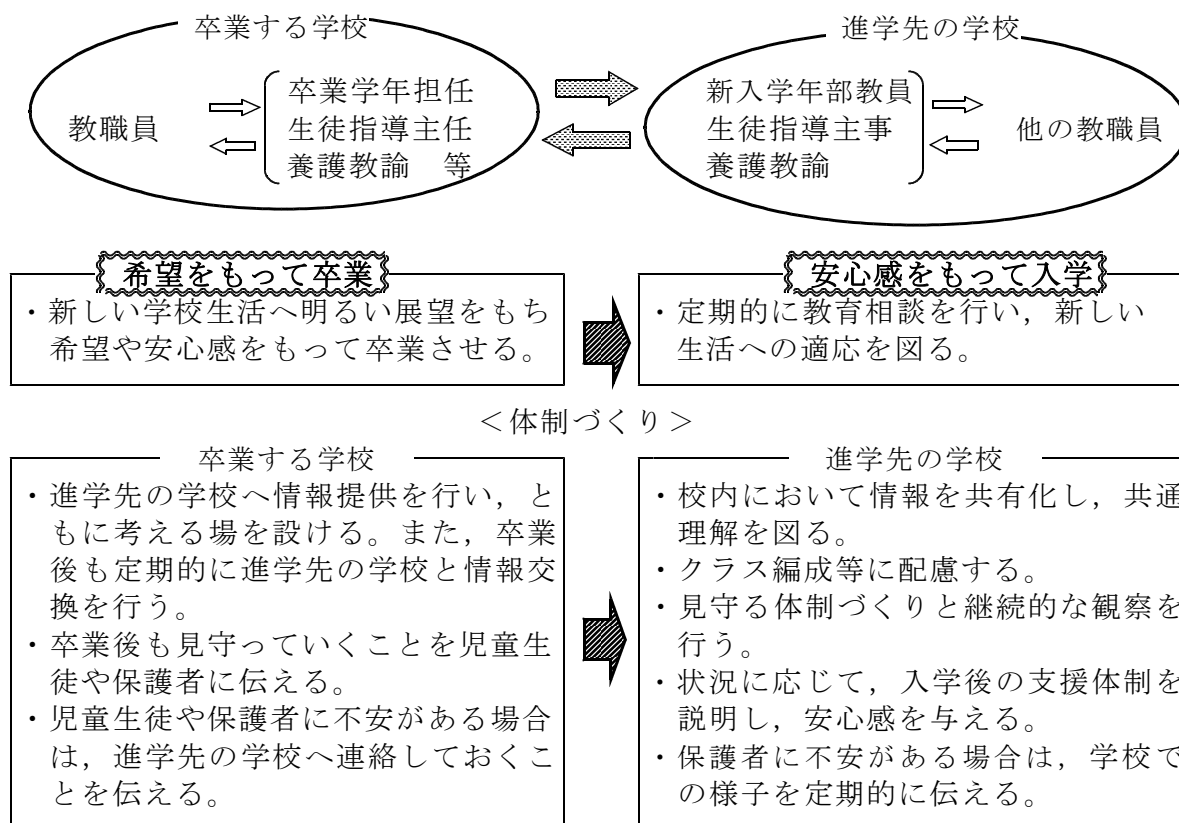 卒業する学校
進学先の学校
教職員
卒業学年担任
生徒指導主任
養護教諭　等
新入学年部教員
生徒指導主事
養護教諭
他の教職員
希望をもって卒業
・新しい学校生活へ明るい展望をもち
希望や安心感をもって卒業させる。
安心感をもって入学
・定期的に教育相談を行い，新しい
生活への適応を図る。
＜体制づくり＞
卒業する学校
・進学先の学校へ情報提供を行い，と
もに考える場を設ける。また，卒業
後も定期的に進学先の学校と情報交
換を行う。
・卒業後も見守っていくことを児童生
徒や保護者に伝える。
・児童生徒や保護者に不安がある場合
は，進学先の学校へ連絡しておくこ
とを伝える。
進学先の学校
・校内において情報を共有化し，共通
理解を図る。
・クラス編成等に配慮する。
・見守る体制づくりと継続的な観察を
行う。
・状況に応じて，入学後の支援体制を
説明し，安心感を与える。
・保護者に不安がある場合は，学校で
の様子を定期的に伝える。